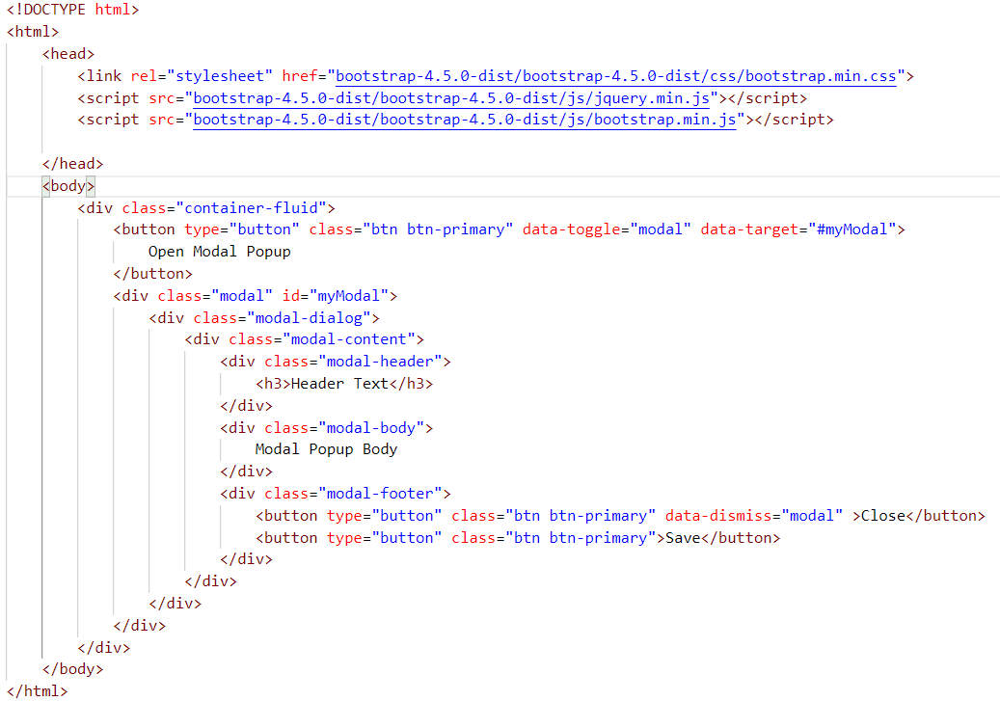 <!DOCTYPE html>
<html>
    <head>
        <link rel="stylesheet" href="bootstrap-4.5.0-dist/bootstrap-4.5.0-dist/css/bootstrap.min.css">
        <script src="bootstrap-4.5.0-dist/bootstrap-4.5.0-dist/js/jquery.min.js"></script>
        <script src="bootstrap-4.5.0-dist/bootstrap-4.5.0-dist/js/bootstrap.min.js"></script>
    </head>
    <body>
        <div class="container-fluid">
            <button type="button" class="btn btn-primary" data-toggle="modal" data-target="#myModal">
                Open Modal Popup
            </button>
            <div class="modal" id="myModal">
                <div class="modal-dialog">
                    <div class="modal-content">
                        <div class="modal-header">
                            <h3>Header Text</h3>
                        </div>
                        <div class="modal-body">
                            Modal Popup Body
                        </div>
                        <div class="modal-footer">
                            <button type="button" class="btn btn-primary" data-dismiss="modal" >Close</button>
                            <button type="button" class="btn btn-primary">Save</button>
                        </div>
                    </div>
                </div>
            </div>
        </div>
    </body>
</html>